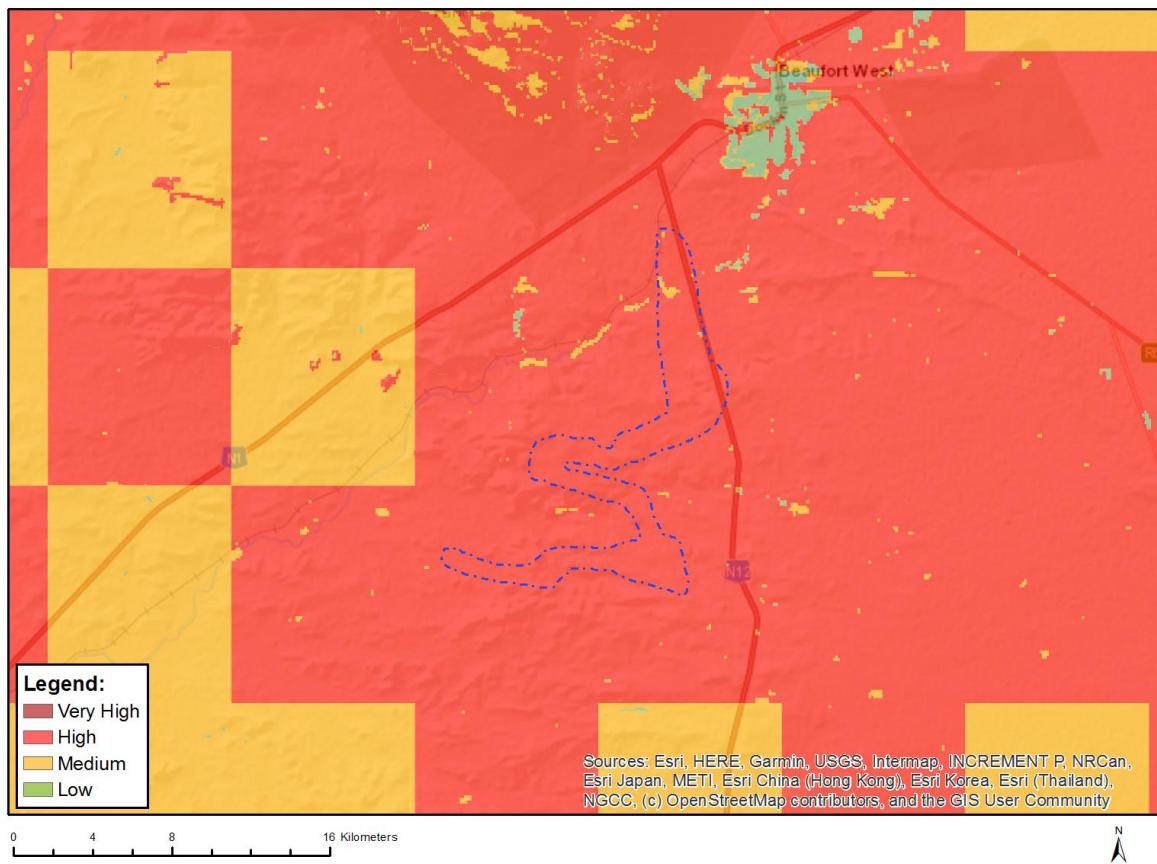 Beaufort West
N1
N12
Legend:
Very High
High
Medium
Low
Sources: Esri, HERE, Garmin, USGS, Intermap, INCREMENT P, NRCan,
Esri Japan, METI, Esri China (Hong Kong), Esri Korea, Esri (Thailand),
NGCC, (c) OpenStreetMap contributors, and the GIS User Community
0 4 8 16 Kilometers
N